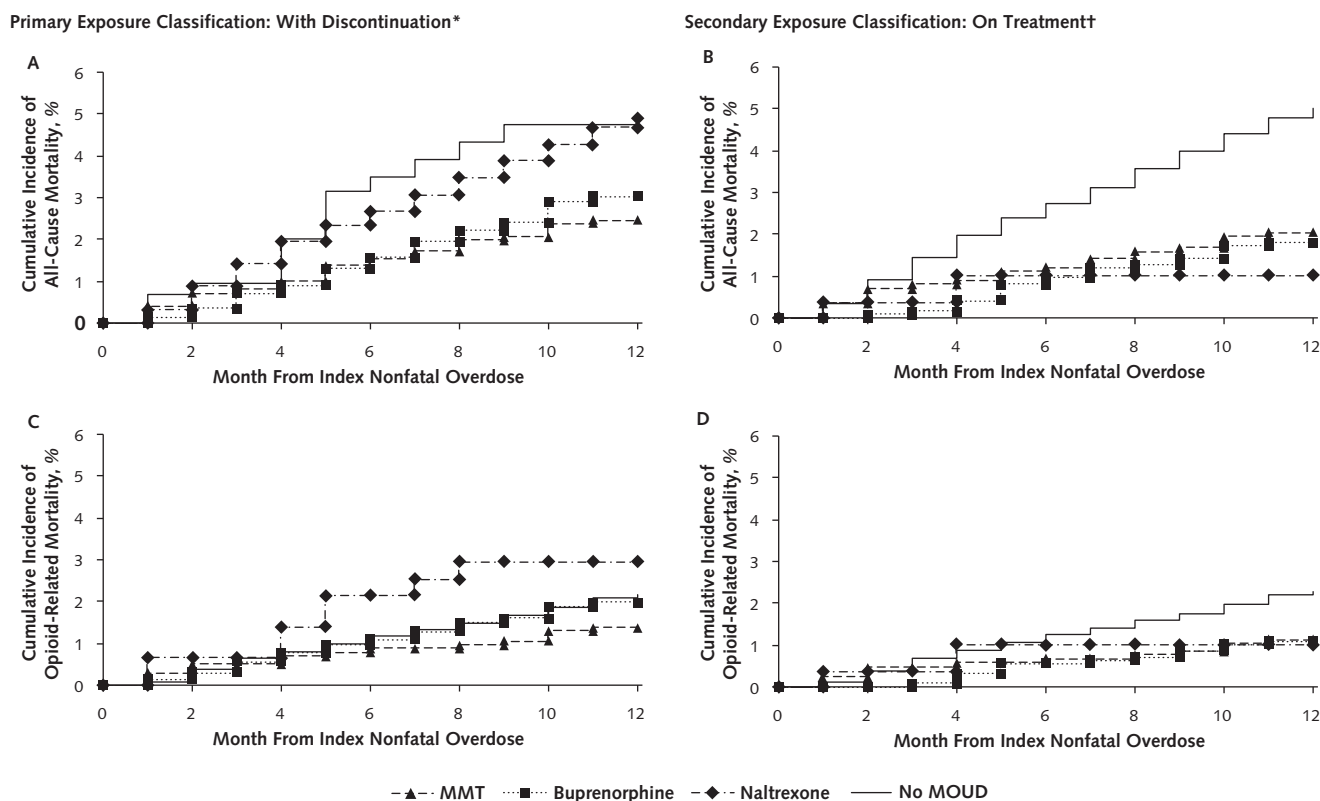 Primary Exposure Classification: With Discontinuation*
Secondary Exposure Classification: On Treatment†
A
Cumulative Incidence of
All-Cause Mortality, %
6
5
4
3
2
1
0
0 2 4 6 8 10 12
Month From Index Nonfatal Overdose
B
Cumulative Incidence of
All-Cause Mortality, %
6
5
4
3
2
1
0
0 2 4 6 8 10 12
Month From Index Nonfatal Overdose
C
Cumulative Incidence of
Opioid-Related Mortality, %
6
5
4
3
2
1
0
0 2 4 6 8 10 12
Month From Index Nonfatal Overdose
D
Cumulative Incidence of
Opioid-Related Mortality, %
6
5
4
3
2
1
0
0 2 4 6 8 10 12
Month From Index Nonfatal Overdose
MMT Buprenorphine Naltrexone No MOUD